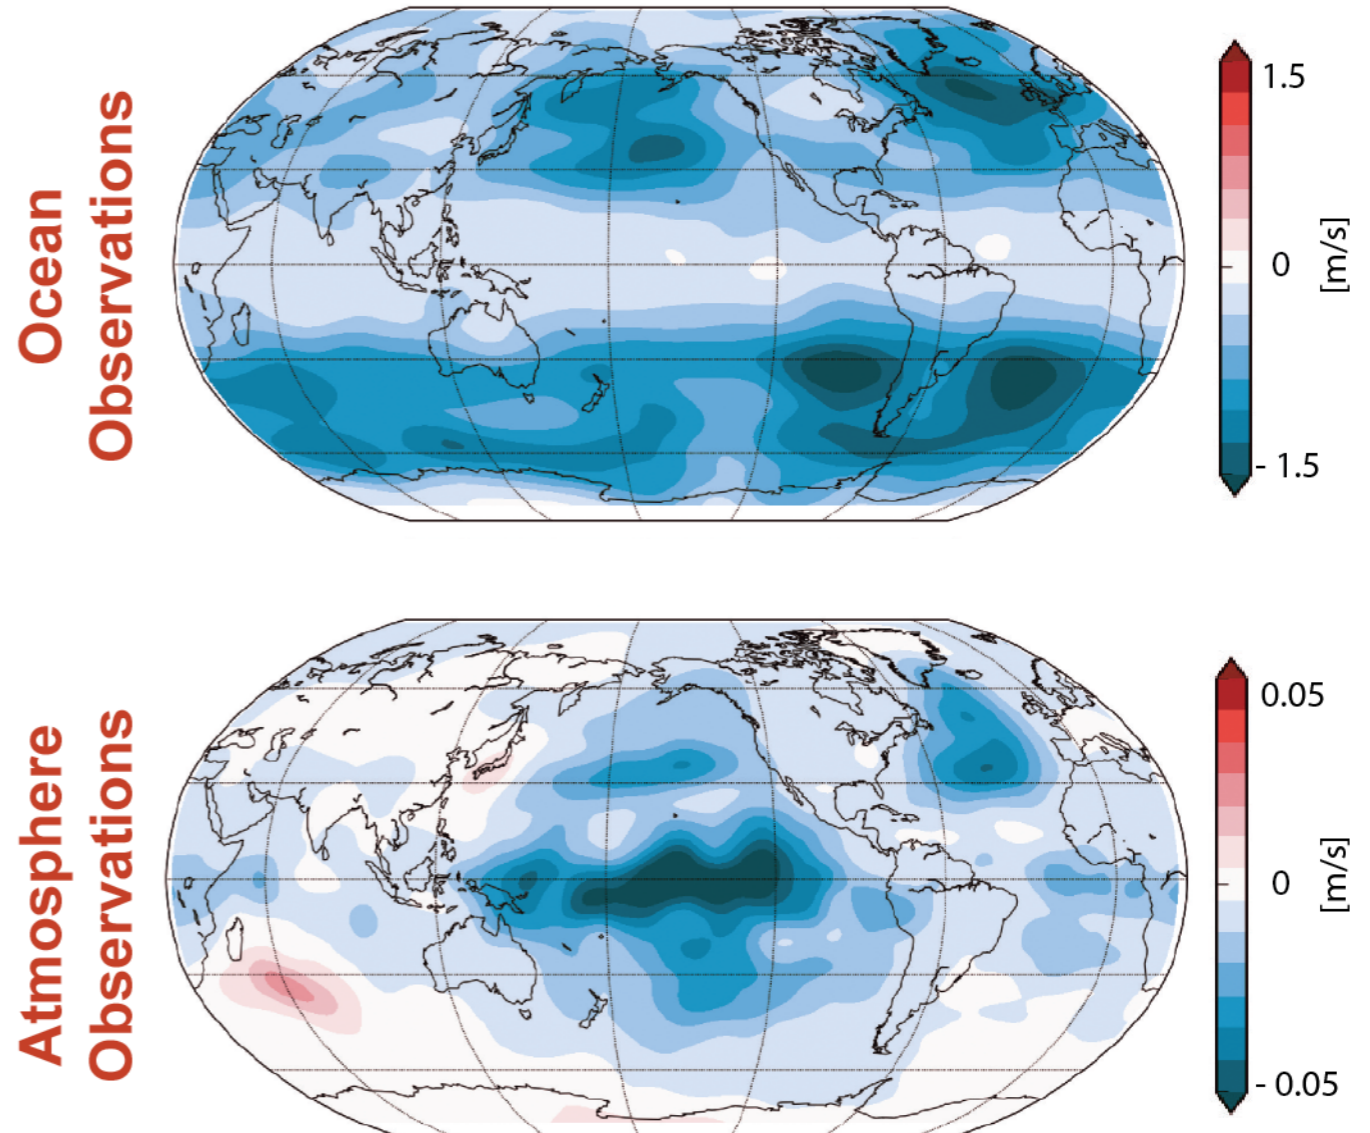 Ocean
Observations
1.5
0
- 1.5
[m/s]
Atmosphere
Observations
0.05
0
- 0.05
[m/s]